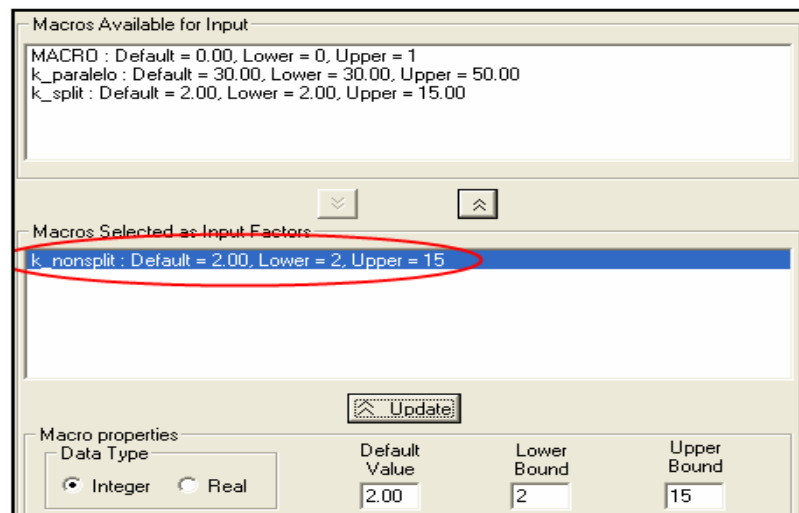 Macros Available for Input
MACRO : Default = 0.00, Lower = 0, Upper = 1
k_paralelo : Default = 30.00, Lower = 30.00, Upper = 50.00
k_split : Default = 2.00, Lower = 2.00, Upper = 15.00
Macros Selected as Input Factors
k_nonsplit : Default = 2.00, Lower = 2, Upper = 15
Update
Macro properties
Data Type
Integer Real
Default Value
2.00
Lower Bound
2
Upper Bound
15